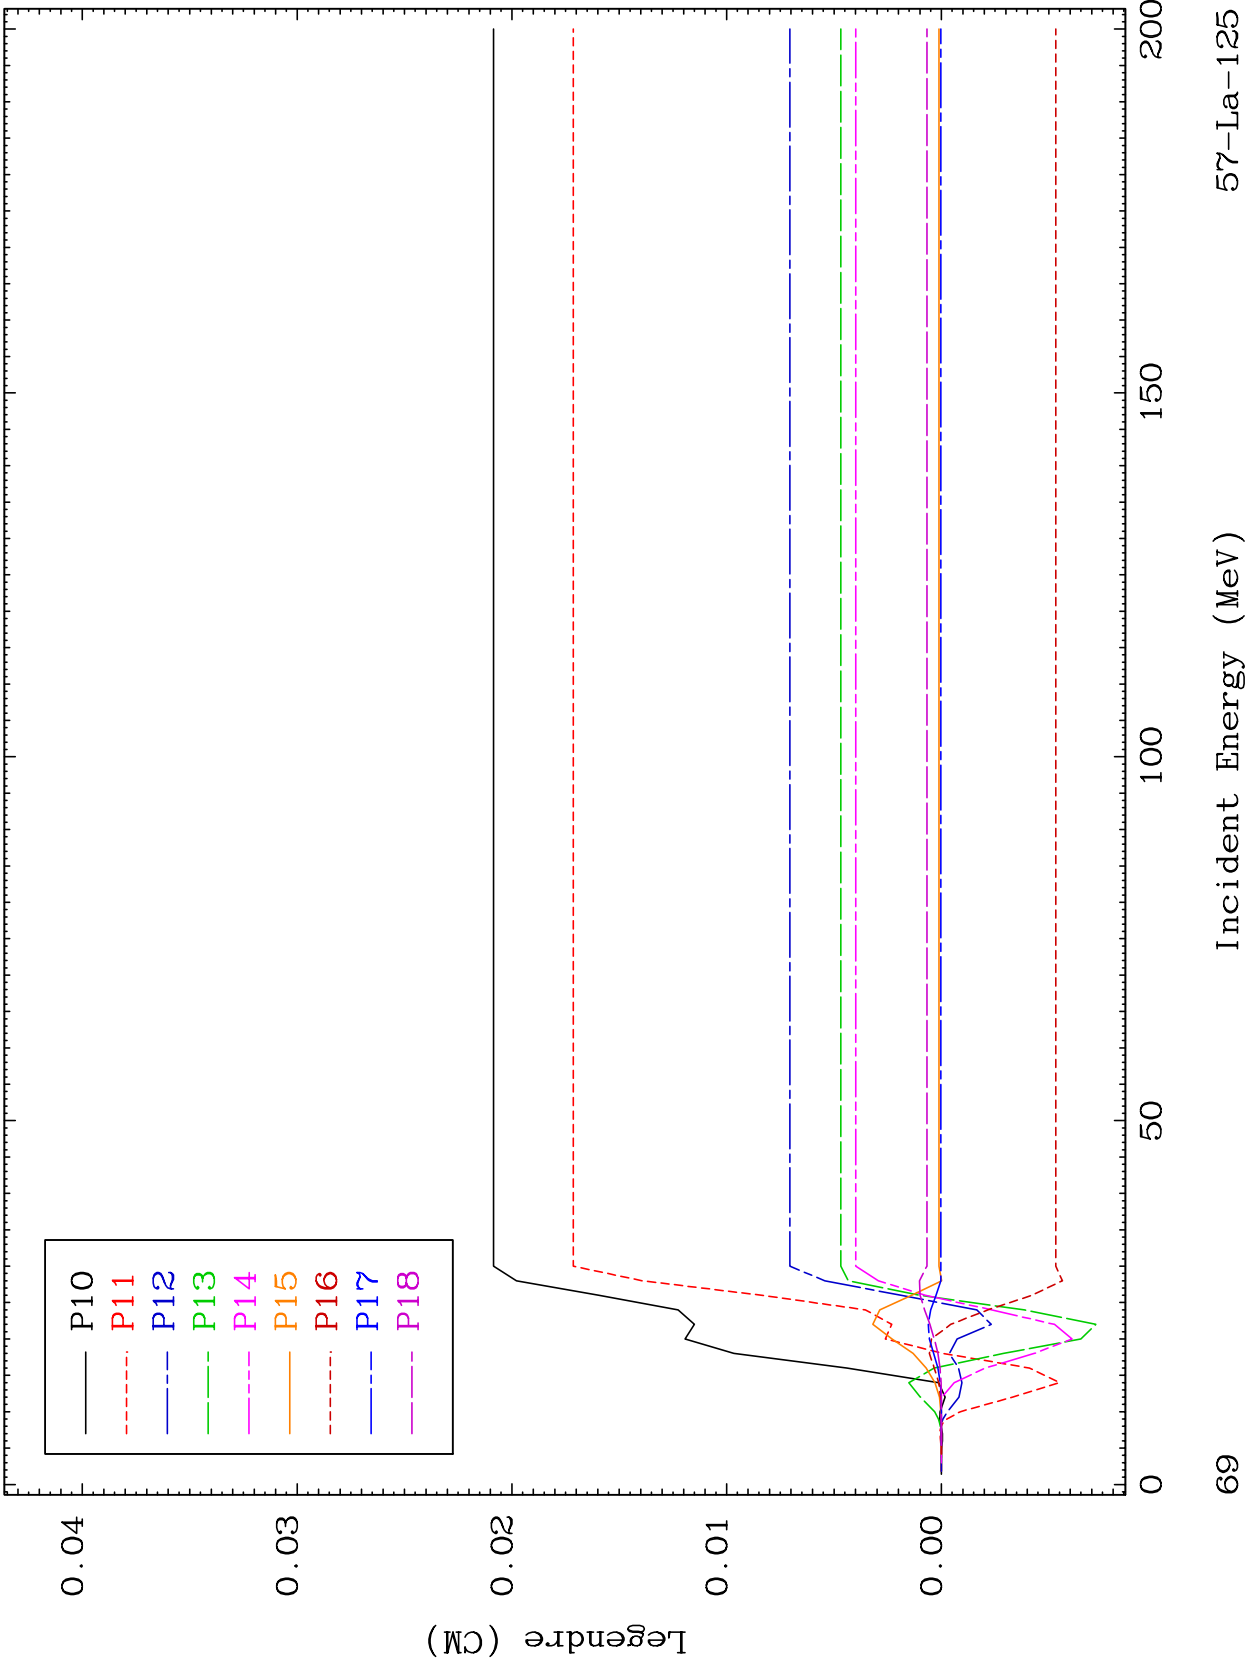 0.04
0.03
0.02
0.01
0.00
Legendre (CM)
P10
P11
P12
P13
P14
P15
P16
P17
P18
0
50
100
150
200
69
Incident Energy (MeV)
57-La-125